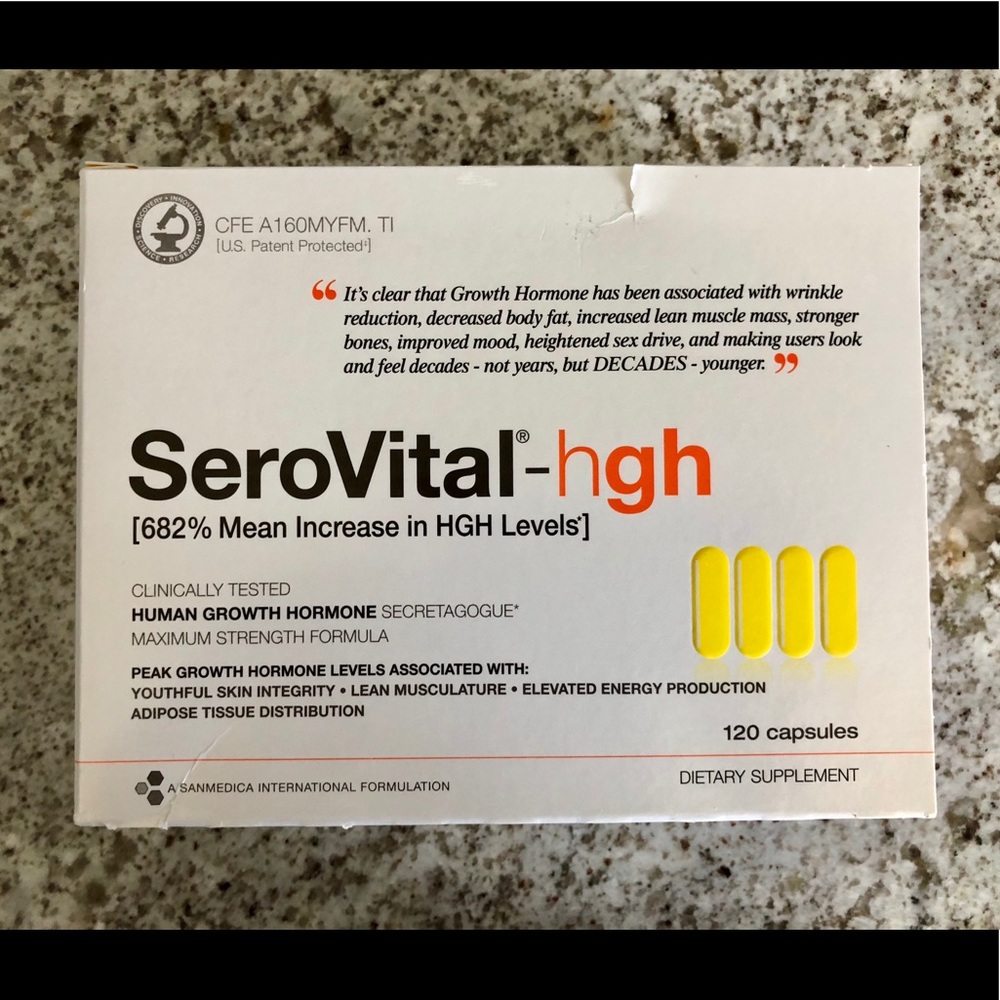 DISCOVERY • INNOVATION • RESEARCH • SCIENCE •
CFE A160MYFM. TI
[U.S. Patent Protected‡]
“ It’s clear that Growth Hormone has been associated with wrinkle
reduction, decreased body fat, increased lean muscle mass, stronger
bones, improved mood, heightened sex drive, and making users look
and feel decades - not years, but DECADES - younger. ”
SeroVital®-hgh
[682% Mean Increase in HGH Levels*]
CLINICALLY TESTED
HUMAN GROWTH HORMONE SECRETAGOGUE*
MAXIMUM STRENGTH FORMULA
PEAK GROWTH HORMONE LEVELS ASSOCIATED WITH:
YOUTHFUL SKIN INTEGRITY • LEAN MUSCULATURE • ELEVATED ENERGY PRODUCTION
ADIPOSE TISSUE DISTRIBUTION
120 capsules
A SANMEDICA INTERNATIONAL FORMULATION
DIETARY SUPPLEMENT